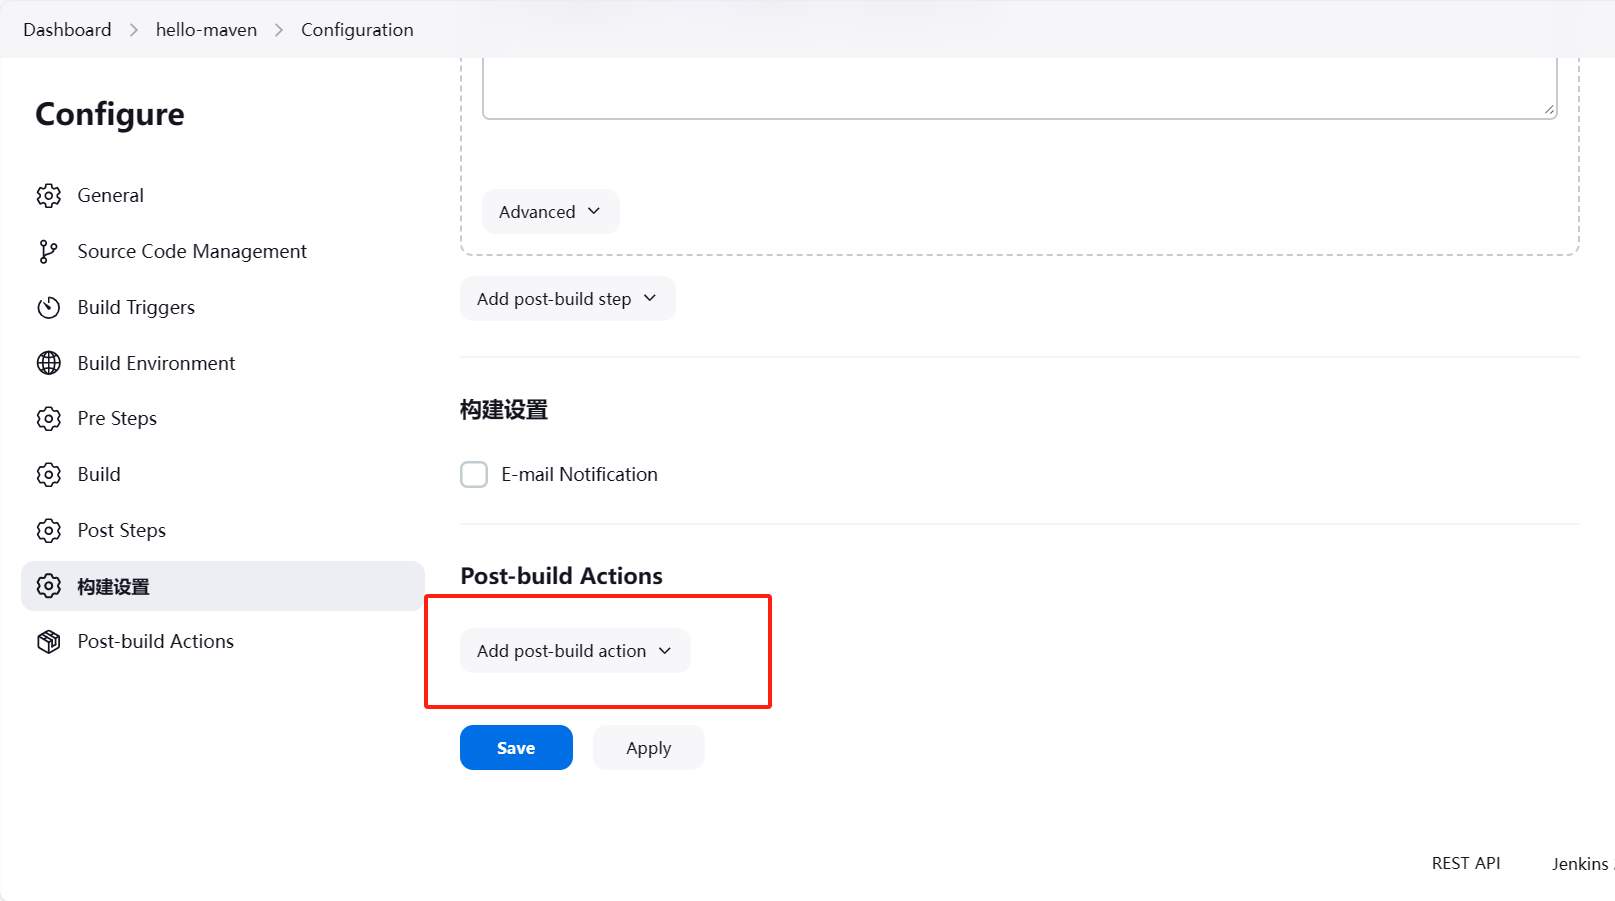 Dashboard > hello-maven > Configuration
Configure
General
Source Code Management
Build Triggers
Build Environment
Pre Steps
Build
Post Steps
构建设置
Post-build Actions
Advanced
Add post-build step
构建设置
E-mail Notification
Post-build Actions
Add post-build action
Save Apply
REST API Jenkins